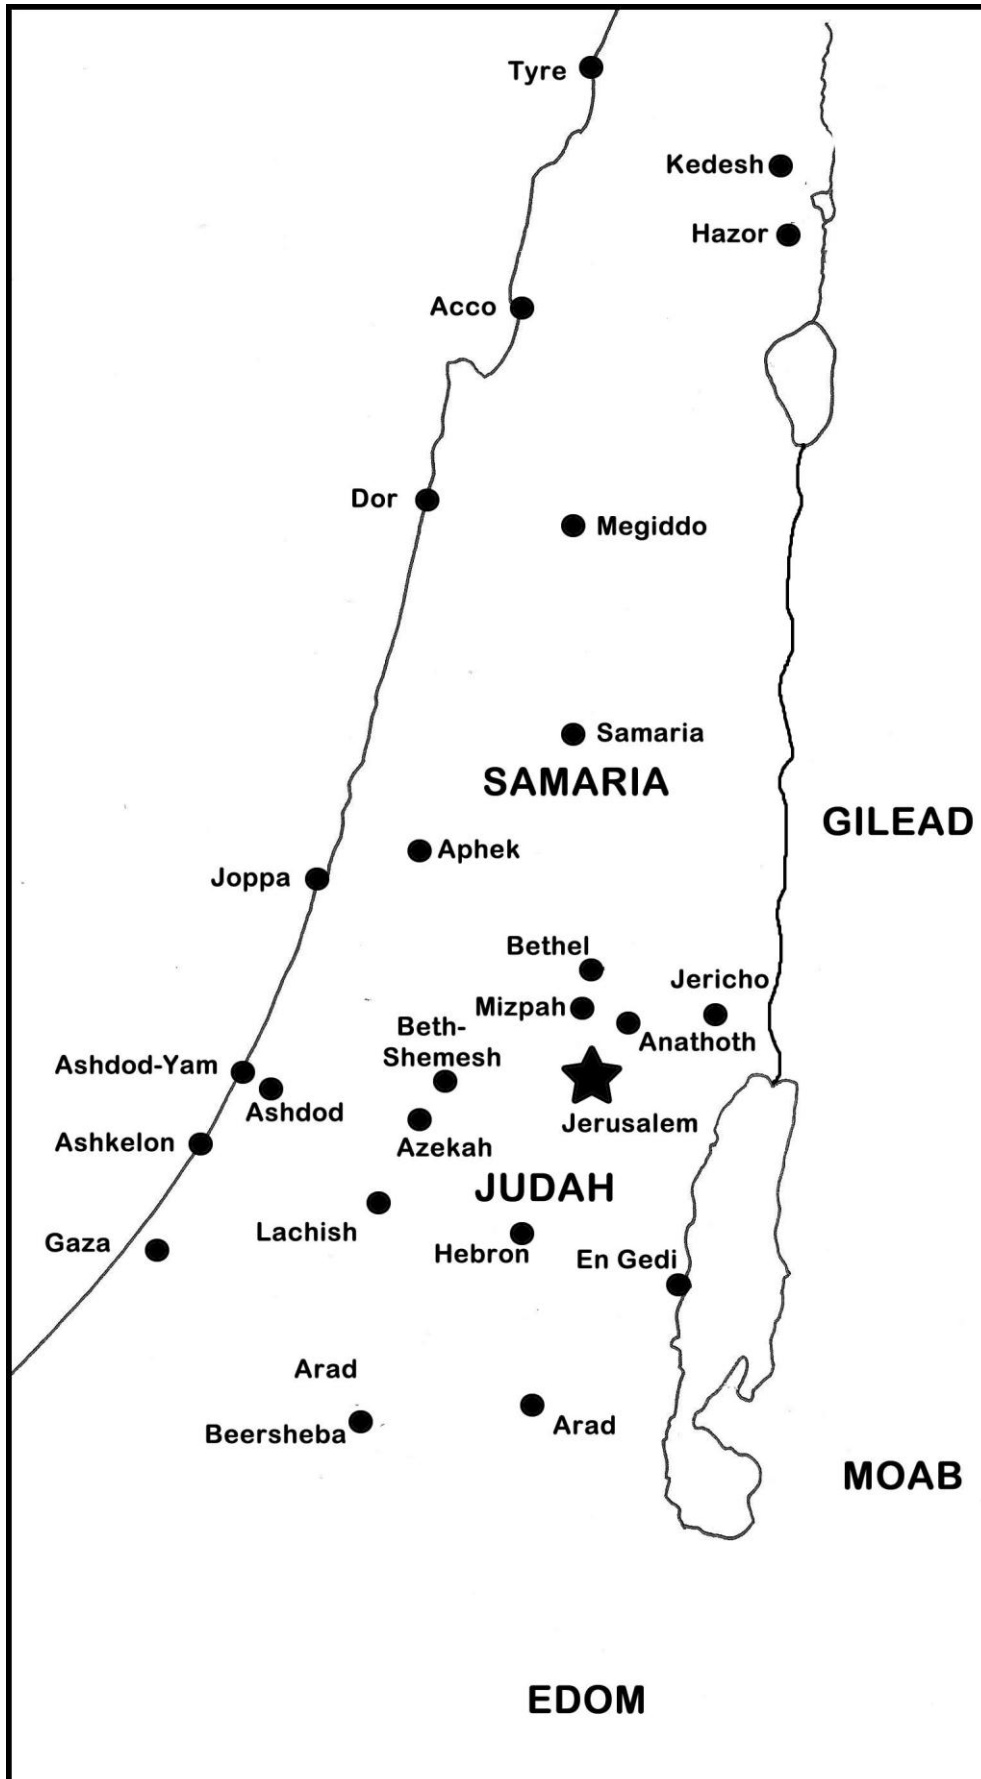 Tyre
Kedesh
Hazor
Acco
Dor
Megiddo
Samaria
SAMARIA
GILEAD
Aphek
Joppa
Bethel
Jericho
Mizpah
Beth-
Shemesh
Anathoth
Ashdod-Yam
Ashdod
Jerusalem
Ashkelon
Azekah
JUDAH
Lachish
Gaza
Hebron
En Gedi
Arad
Beersheba
Arad
MOAB
EDOM